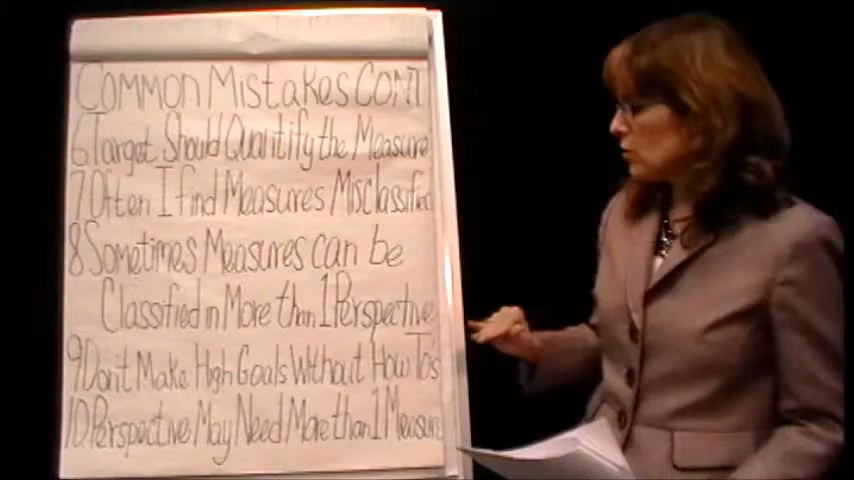 Common Mistakes CONT
6 Target Should Quantify the Measure
7 Often I find Measures Misclassified
8 Sometimes Measures can be
Classified in More than 1 Perspective
9 Don't Make High Goals Without How Tos
10 Perspective May Need More than 1 Measure